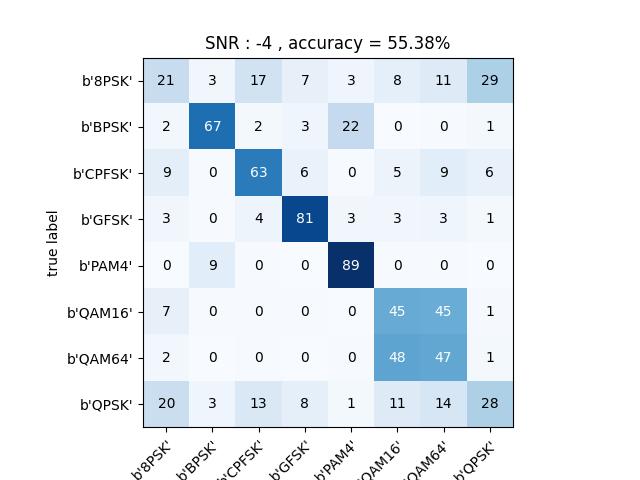 SNR : -4 , accuracy = 55.38%
b'8PSK' 21 3 17 7 3 8 11 29
b'BPSK' 2 67 2 3 22 0 0 1
b'CPFSK' 9 0 63 6 0 5 9 6
b'GFSK' 3 0 4 81 3 3 3 1
b'PAM4' 0 9 0 0 89 0 0 0
b'QAM16' 7 0 0 0 0 45 45 1
b'QAM64' 2 0 0 0 0 48 47 1
b'QPSK' 20 3 13 8 1 11 14 28
true label
b'8PSK' b'BPSK' 'CPFSK' b'GFSK' b'PAM4' 'QAM16' 'QAM64' b'QPSK'